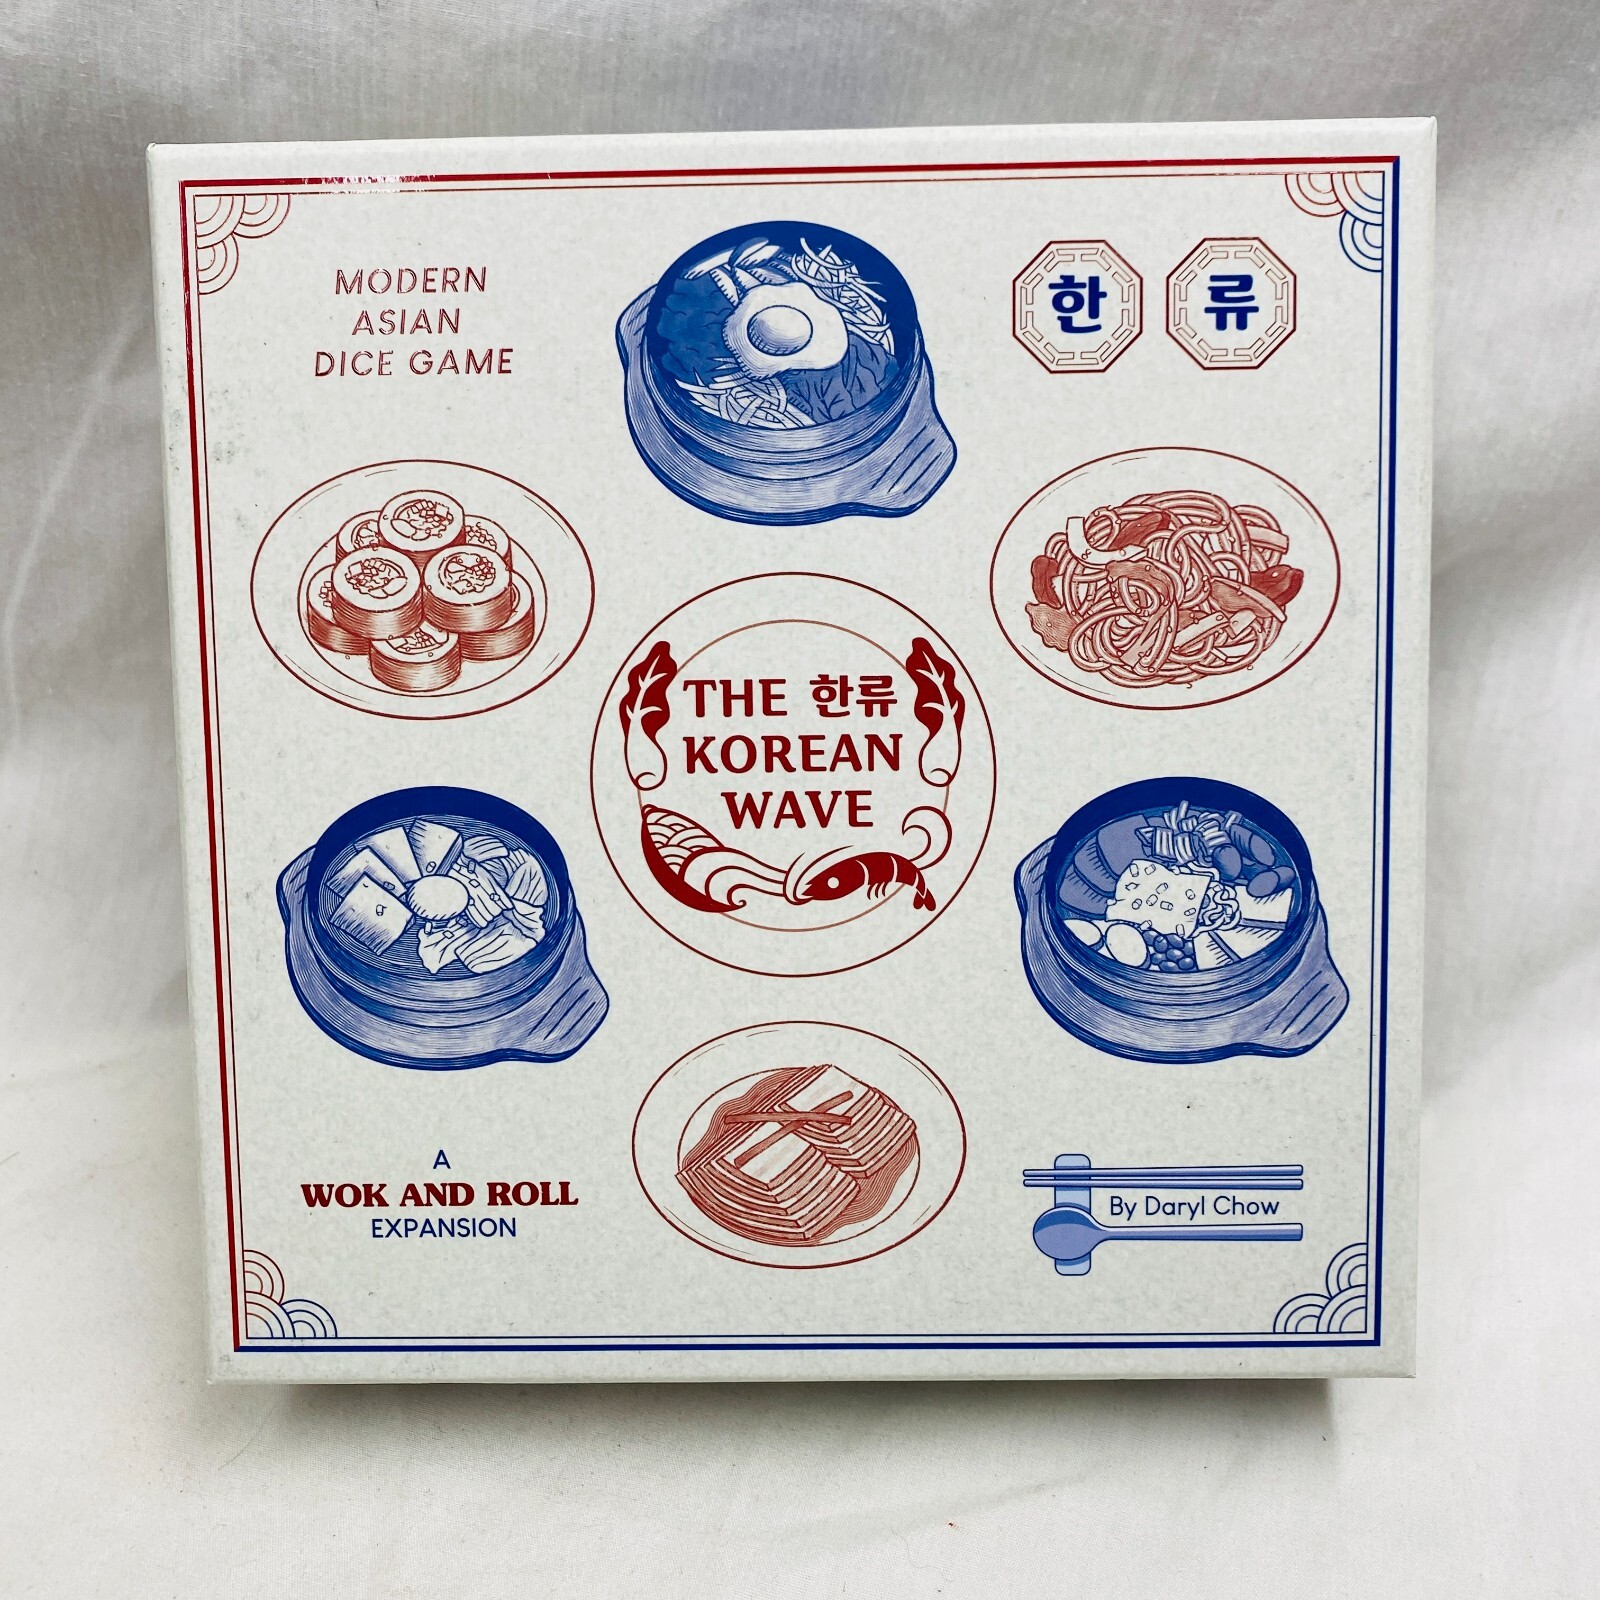 MODERN
ASIAN
DICE GAME
한 류
THE 한류
KOREAN
WAVE
A
WOK AND ROLL
EXPANSION
By Daryl Chow